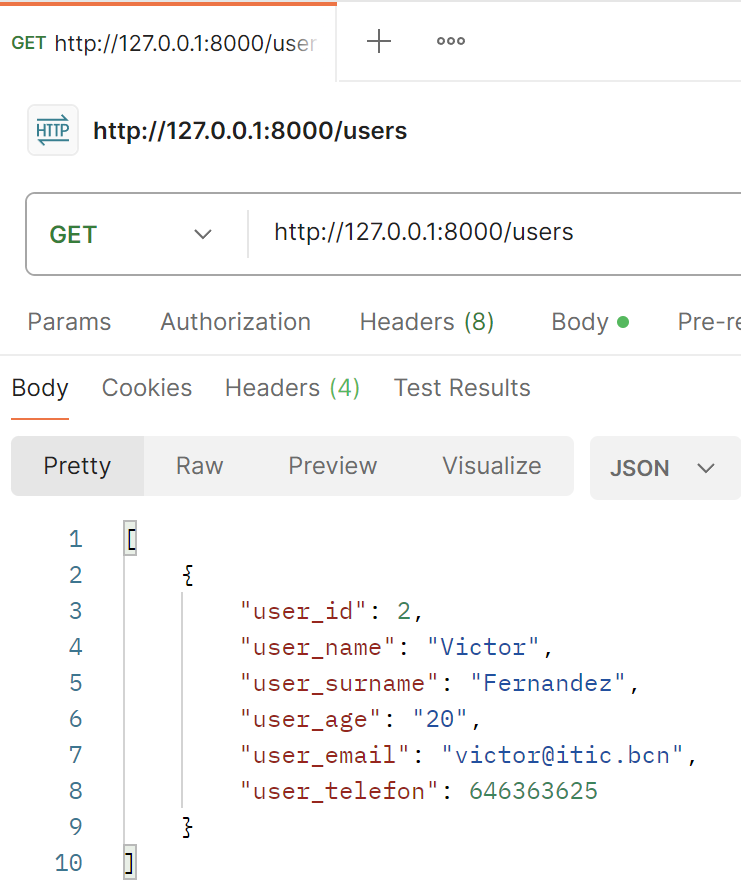 GET http://127.0.0.1:8000/user
HTTP http://127.0.0.1:8000/users
GET http://127.0.0.1:8000/users
Params Authorization Headers (8) Body Pre-re
Body Cookies Headers (4) Test Results
Pretty Raw Preview Visualize JSON
1 [
2 {
3 "user_id": 2,
4 "user_name": "Victor",
5 "user_surname": "Fernandez",
6 "user_age": "20",
7 "user_email": "victor@itic.bcn",
8 "user_telefon": 646363625
9 }
10 ]